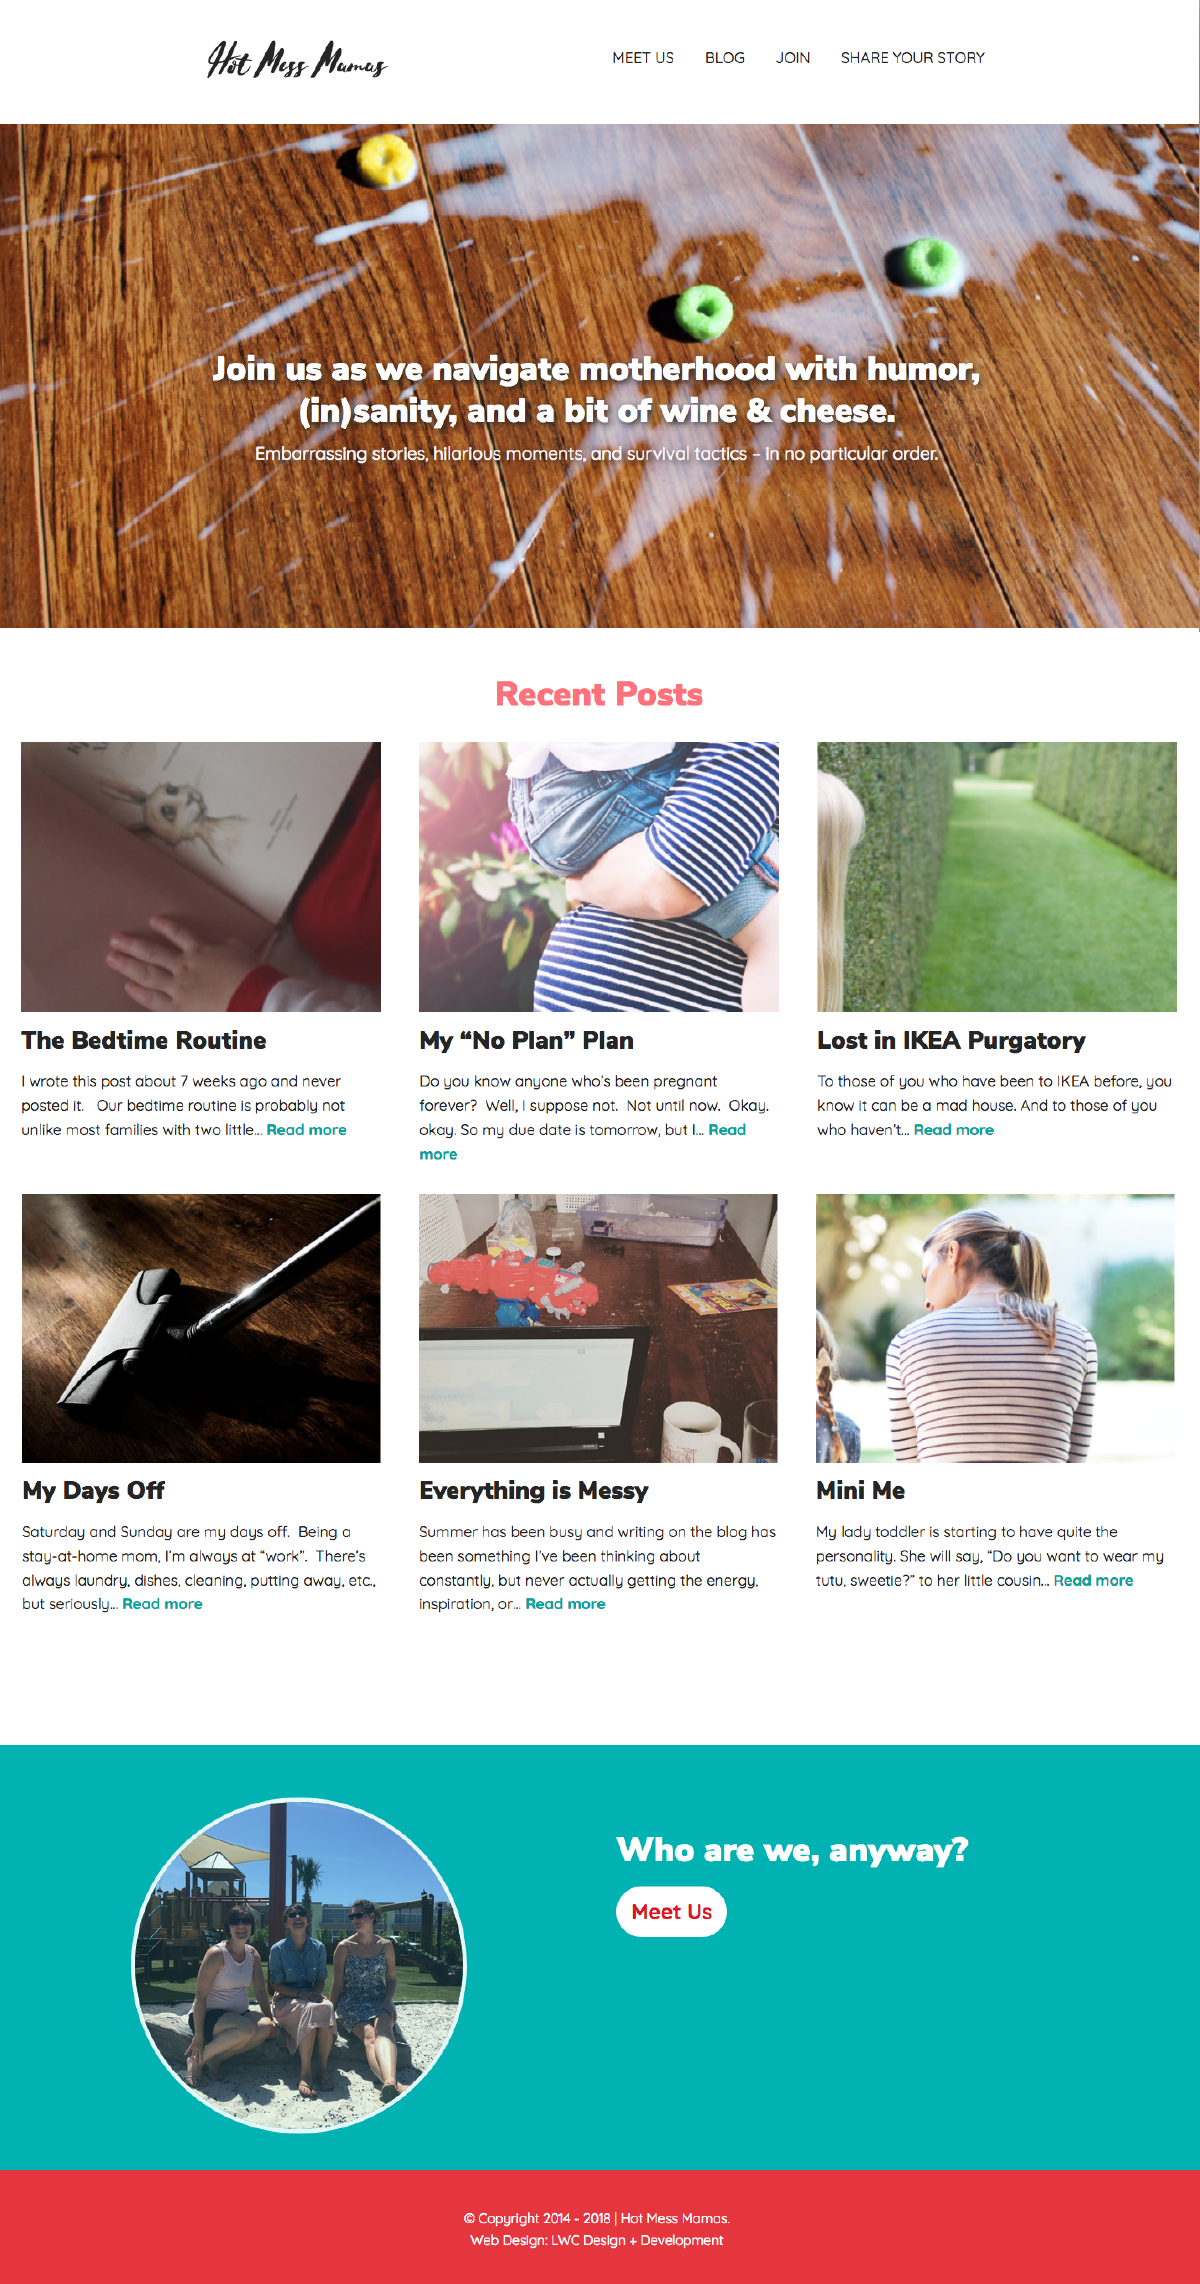 Hot Mess Mamas
MEET US
BLOG
JOIN
SHARE YOUR STORY
Join us as we navigate motherhood with humor,
(in)sanity, and a bit of wine & cheese.
Embarrassing stories, hilarious moments, and survival tactics – in no particular order.
Recent Posts
The Bedtime Routine
I wrote this post about 7 weeks ago and never
posted it.   Our bedtime routine is probably not
unlike most families with two little... Read more
My “No Plan” Plan
Do you know anyone who’s been pregnant
forever?  Well, I suppose not.  Not until now.  Okay.
okay. So my due date is tomorrow, but I... Read
more
Lost in IKEA Purgatory
To those of you who have been to IKEA before, you
know it can be a mad house. And to those of you
who haven’t... Read more
My Days Off
Saturday and Sunday are my days off.  Being a
stay-at-home mom, I’m always at “work”.  There’s
always laundry, dishes, cleaning, putting away, etc.,
but seriously... Read more
Everything is Messy
Summer has been busy and writing on the blog has
been something I’ve been thinking about
constantly, but never actually getting the energy,
inspiration, or... Read more
Mini Me
My lady toddler is starting to have quite the
personality. She will say, “Do you want to wear my
tutu, sweetie?” to her little cousin... Read more
Who are we, anyway?
Meet Us
© Copyright 2014 - 2018 | Hot Mess Mamas.
Web Design: LWC Design + Development